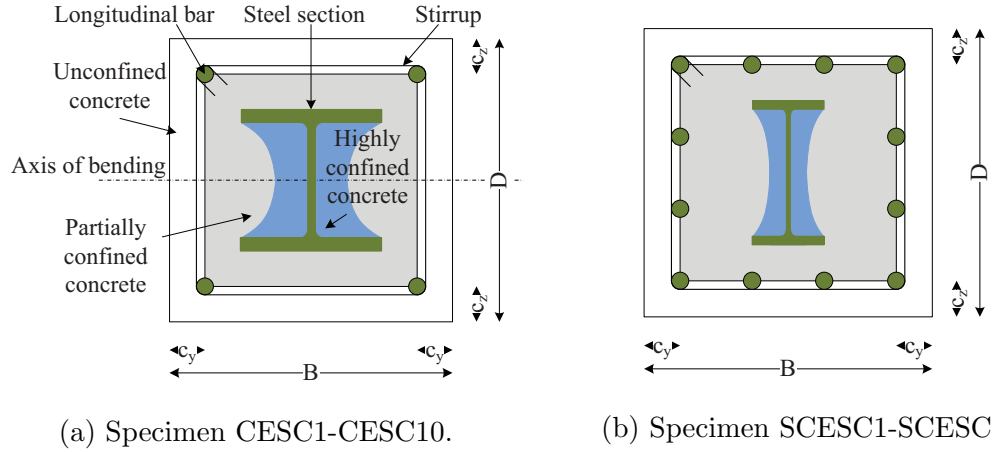 Longitudinal bar
Steel section
Stirrup
Unconfined
concrete
Axis of bending
Highly
confined
concrete
Partially
confined
concrete
c_z
D
c_z
c_y
c_y
B
(a) Specimen CESC1-CESC10.
c_z
D
c_z
c_y
c_y
B
(b) Specimen SCESC1-SCESC